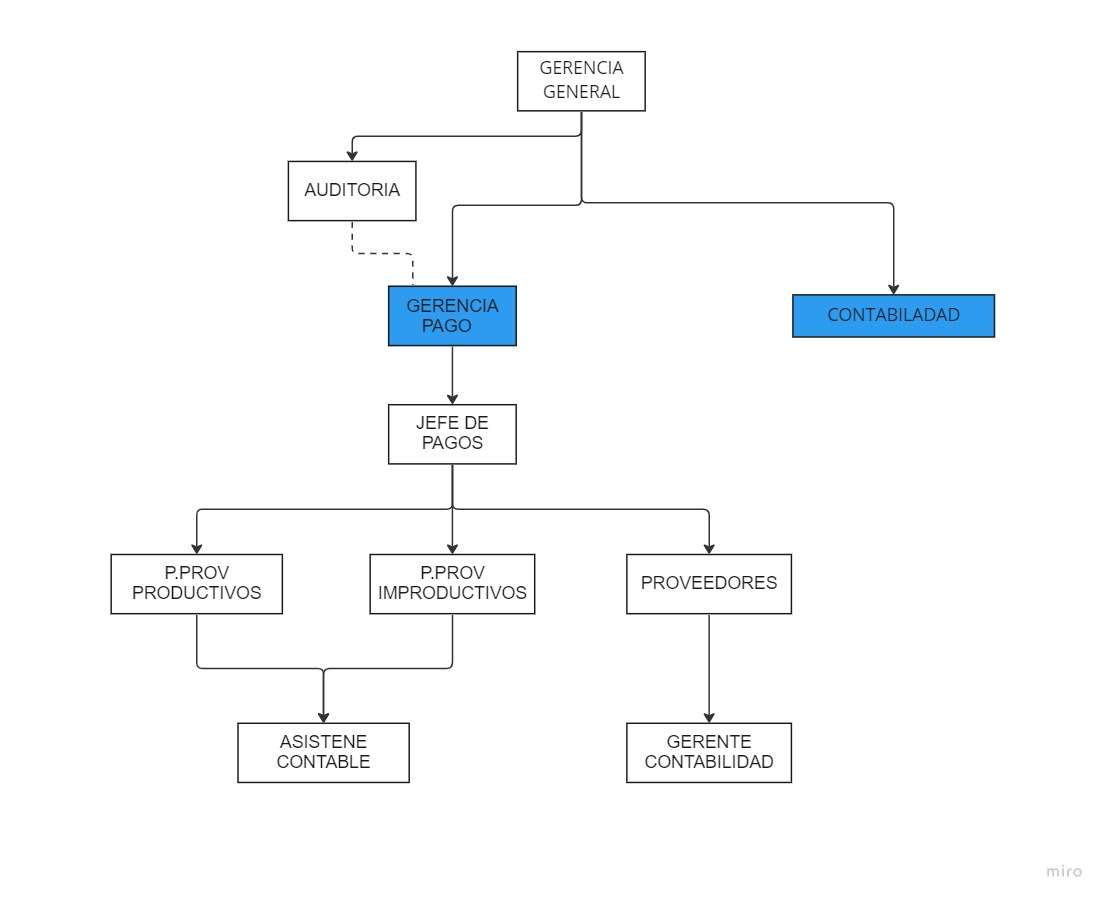 GERENCIA
GENERAL
AUDITORIA
GERENCIA
PAGO
CONTABILADAD
JEFE DE
PAGOS
P.PROV
PRODUCTIVOS
P.PROV
IMPRODUCTIVOS
PROVEEDORES
ASISTENE
CONTABLE
GERENTE
CONTABILIDAD
miro